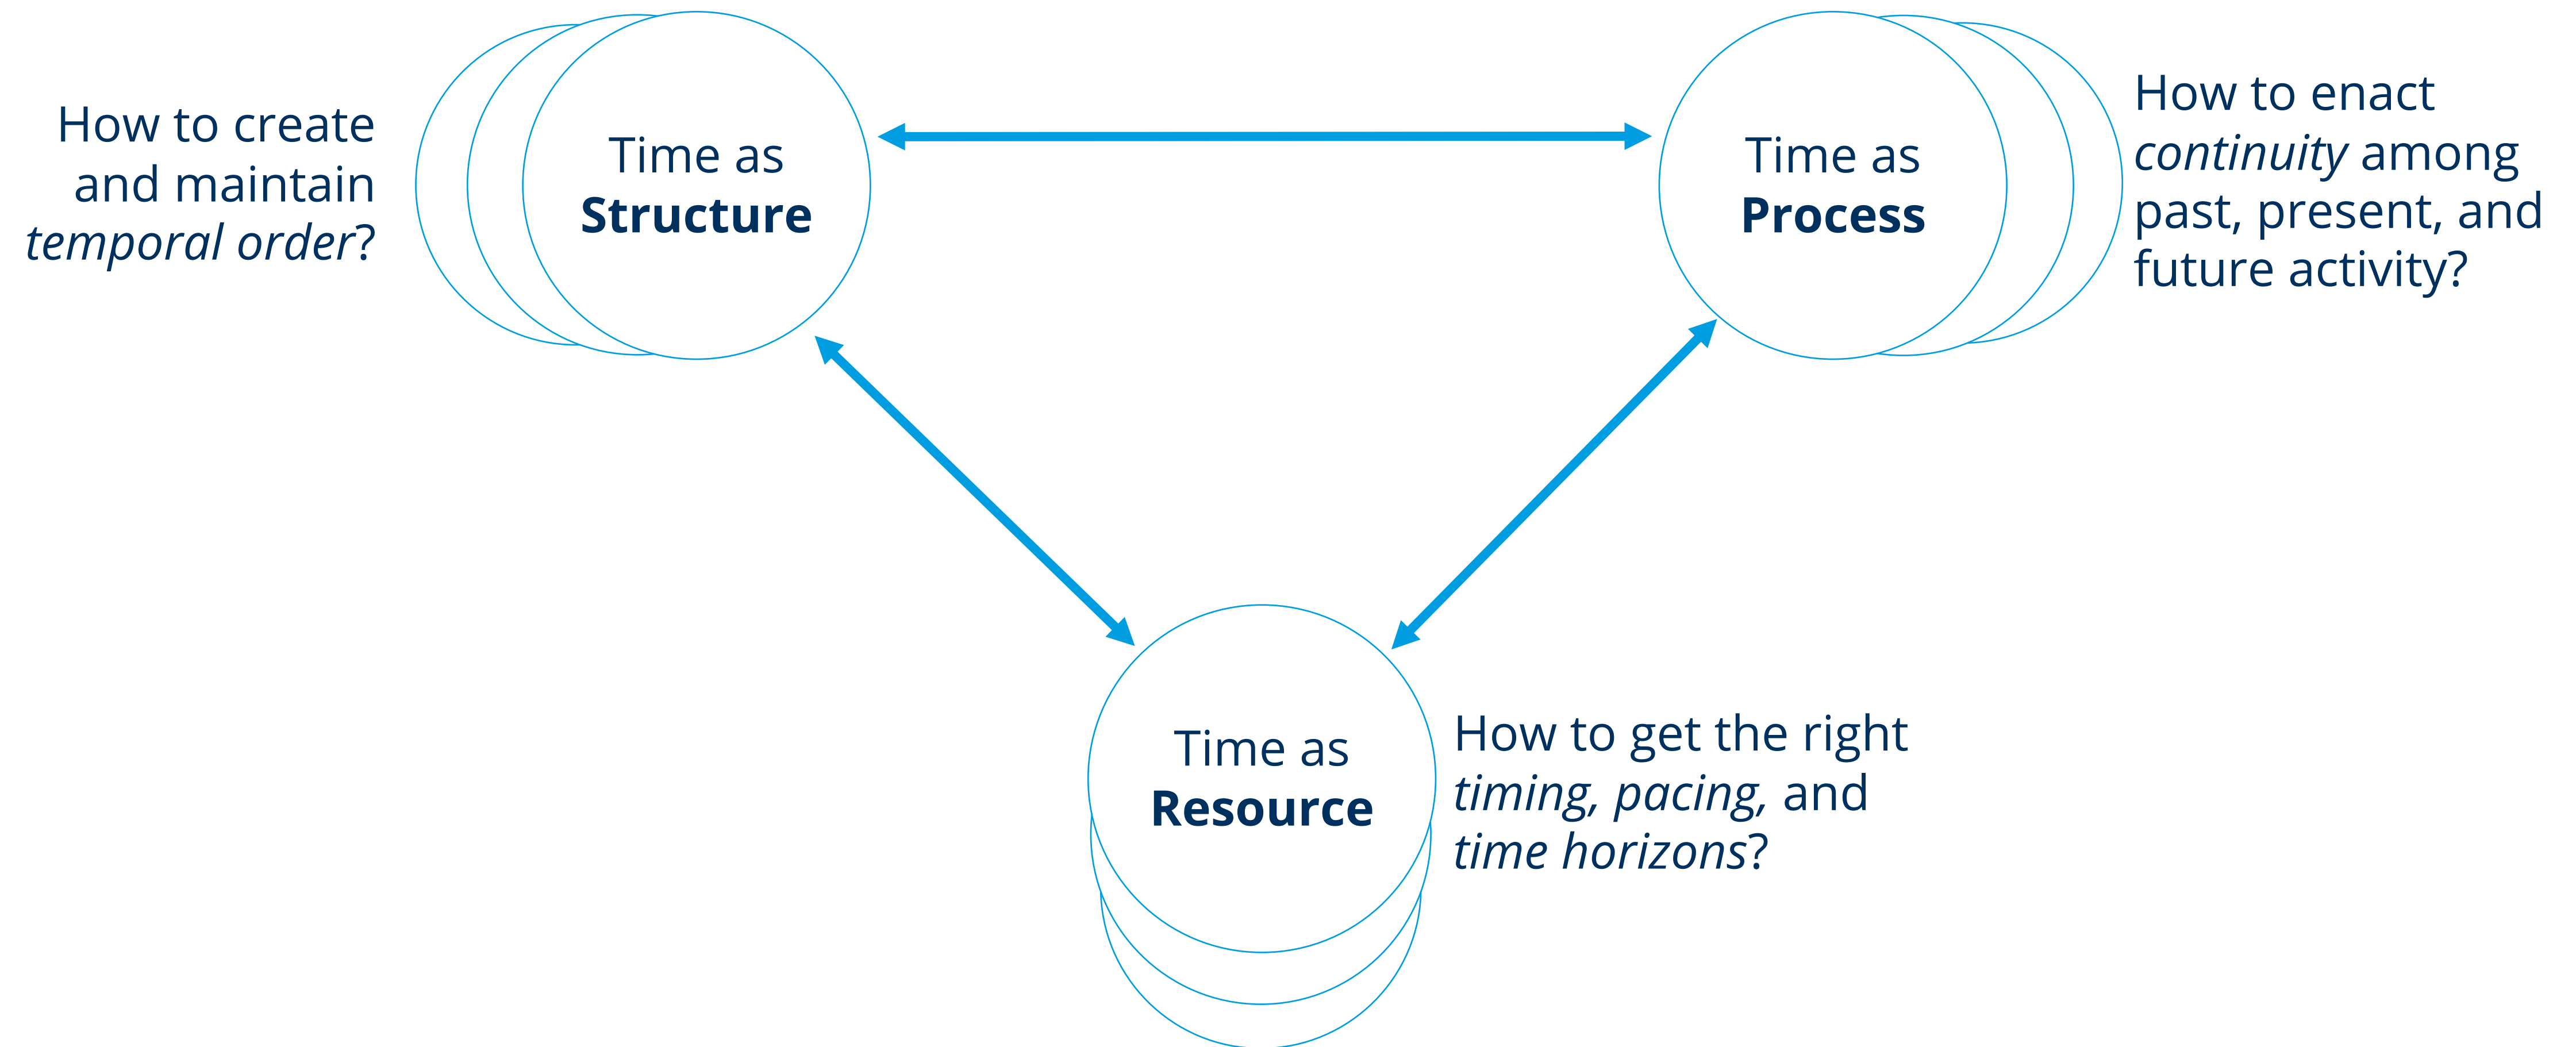 How to create
and maintain
temporal order?
Time as
Structure
Time as
Process
How to enact
continuity among
past, present, and
future activity?
Time as
Resource
How to get the right
timing, pacing, and
time horizons?